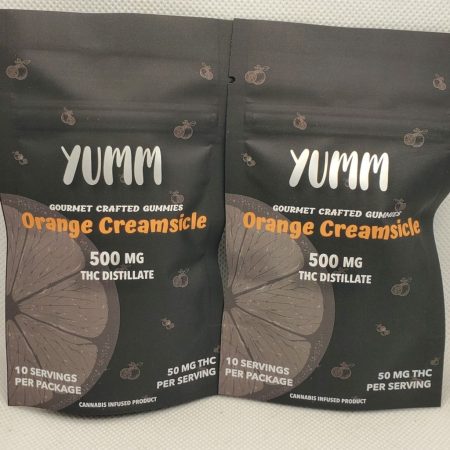 YUMM
GOURMET CRAFTED GUMMIES
Orange Creamsicle
500 MG
THC DISTILLATE
10 SERVINGS
PER PACKAGE
50 MG THC
PER SERVING
CANNABIS INFUSED PRODUCT
YUMM
GOURMET CRAFTED GUMMIES
Orange Creamsicle
500 MG
THC DISTILLATE
10 SERVINGS
PER PACKAGE
50 MG THC
PER SERVING
CANNABIS INFUSED PRODUCT